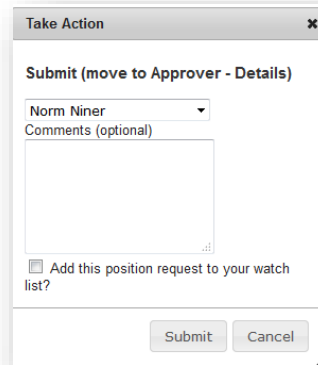 Take Action
Submit (move to Approver - Details)
Norm Niner
Comments (optional)
Add this position request to your watch
list?
Submit Cancel